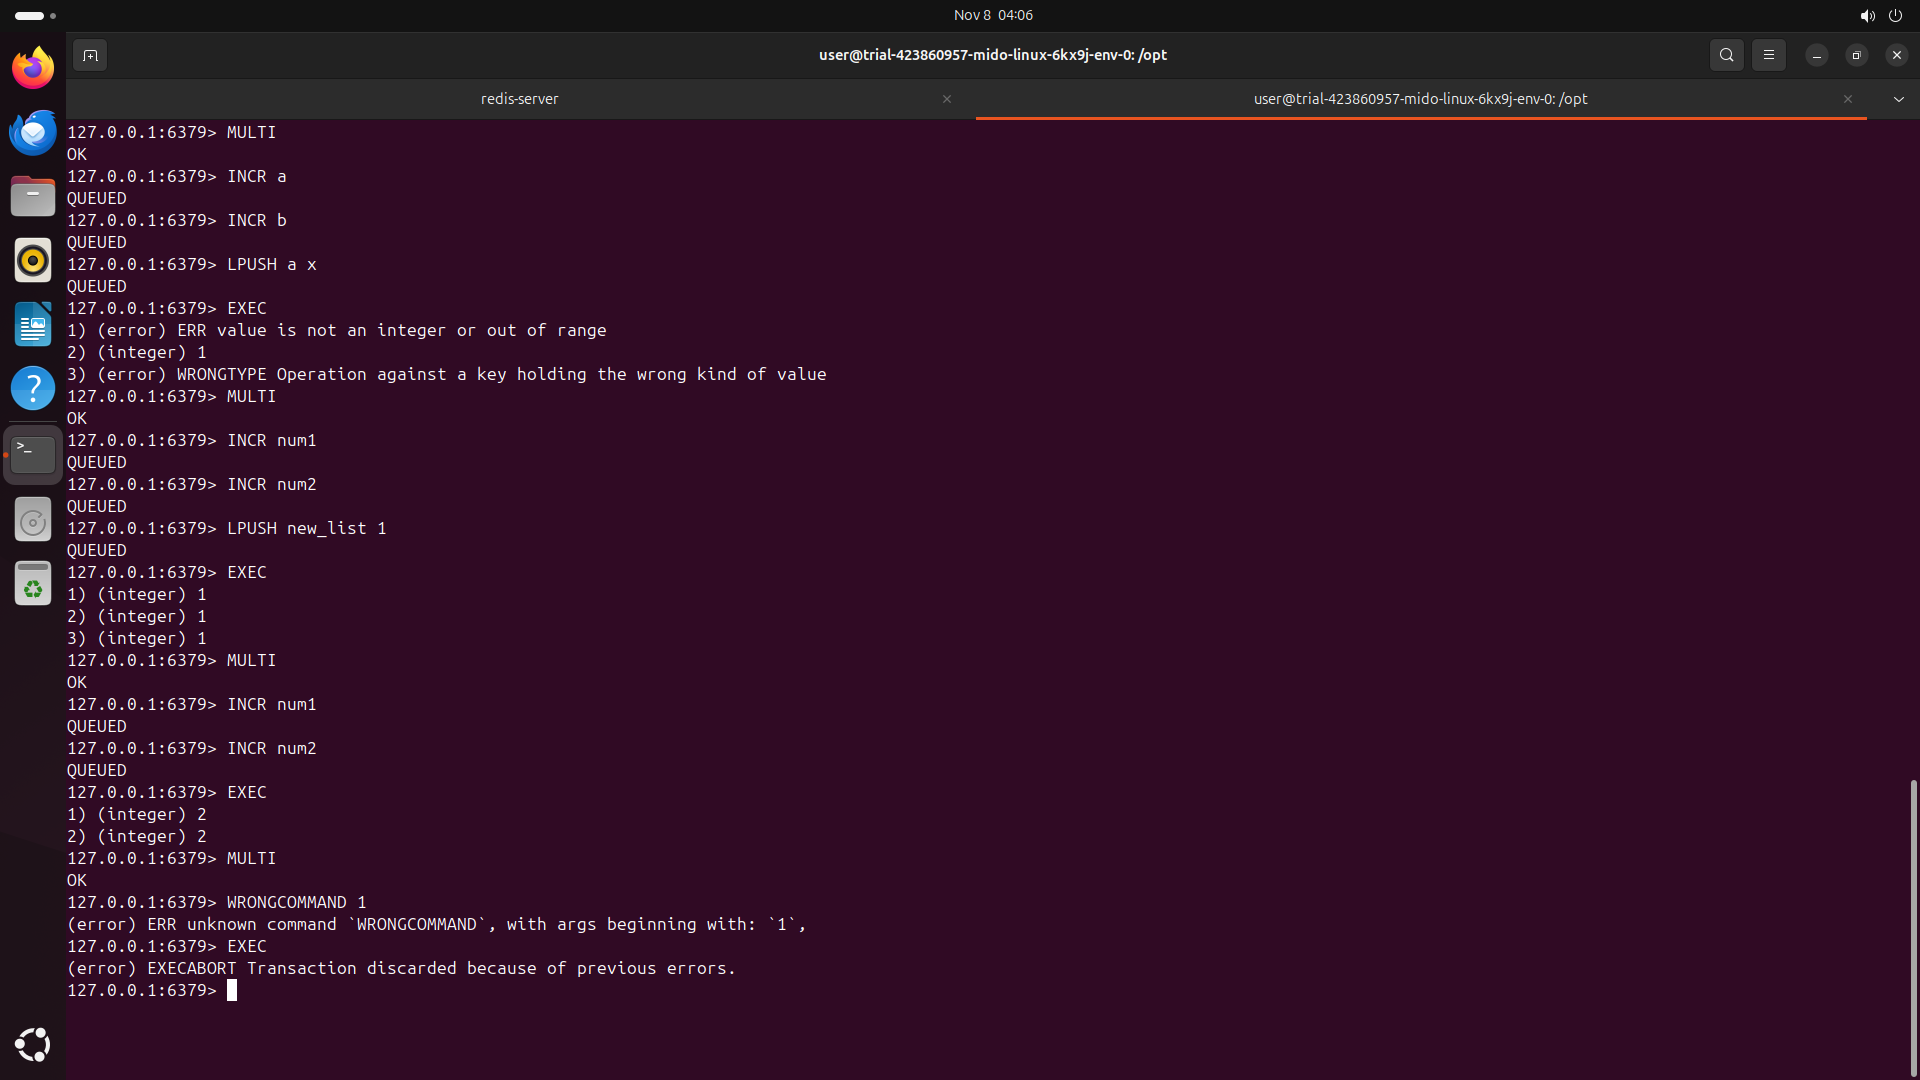 Nov 8 04:06
user@trial-423860957-mido-linux-6kx9j-env-0: /opt
redis-server
user@trial-423860957-mido-linux-6kx9j-env-0: /opt
127.0.0.1:6379> MULTI
OK
127.0.0.1:6379> INCR a
QUEUED
127.0.0.1:6379> INCR b
QUEUED
127.0.0.1:6379> LPUSH a x
QUEUED
127.0.0.1:6379> EXEC
1) (error) ERR value is not an integer or out of range
2) (integer) 1
3) (error) WRONGTYPE Operation against a key holding the wrong kind of value
127.0.0.1:6379> MULTI
OK
127.0.0.1:6379> INCR num1
QUEUED
127.0.0.1:6379> INCR num2
QUEUED
127.0.0.1:6379> LPUSH new_list 1
QUEUED
127.0.0.1:6379> EXEC
1) (integer) 1
2) (integer) 1
3) (integer) 1
127.0.0.1:6379> MULTI
OK
127.0.0.1:6379> INCR num1
QUEUED
127.0.0.1:6379> INCR num2
QUEUED
127.0.0.1:6379> EXEC
1) (integer) 2
2) (integer) 2
127.0.0.1:6379> MULTI
OK
127.0.0.1:6379> WRONGCOMMAND 1
(error) ERR unknown command `WRONGCOMMAND`, with args beginning with: `1`,
127.0.0.1:6379> EXEC
(error) EXECABORT Transaction discarded because of previous errors.
127.0.0.1:6379>